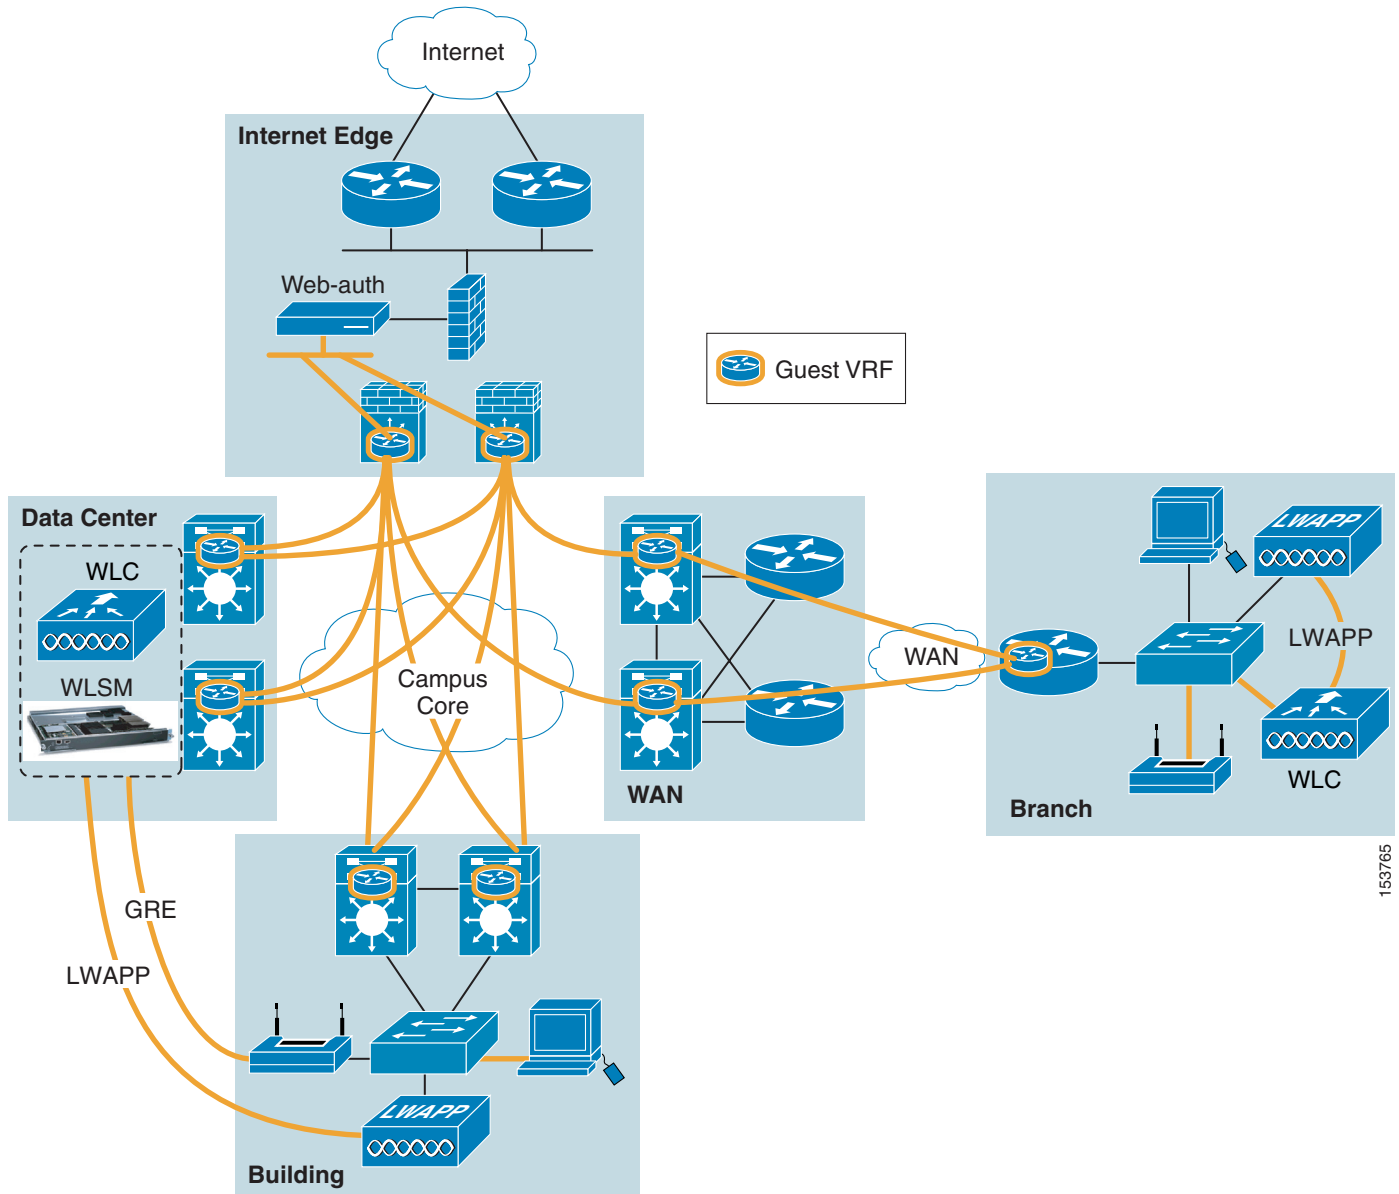 Internet
Internet Edge
Web-auth
Guest VRF
Data Center
WLC
WLSM
Campus
Core
WAN
WAN
LWAPP
LWAPP
WLC
Branch
GRE
LWAPP
LWAPP
Building
153765